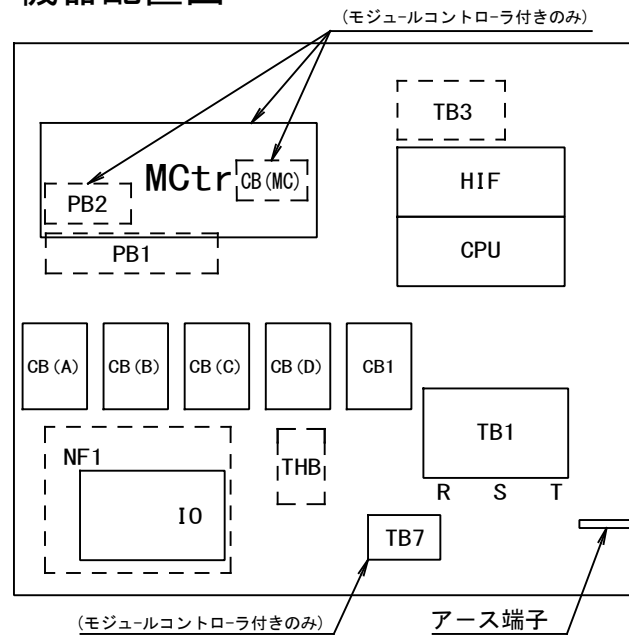 機器配置図
(モジュールコントローラ付きのみ)
TB3
MCtr
CB(MC)
HIF
PB2
PB1
CPU
CB(A)
CB(B)
CB(C)
CB(D)
CB1
TB1
NF1
THB
R S T
IO
TB7
(モジュールコントローラ付きのみ)
アース端子